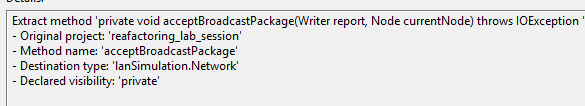 Extract method 'private void acceptBroadcastPackage(Writer report, Node currentNode) throws IOException '
- Original project: 'reafactoring_lab_session'
- Method name: 'acceptBroadcastPackage'
- Destination type: 'lanSimulation.Network'
- Declared visibility: 'private'